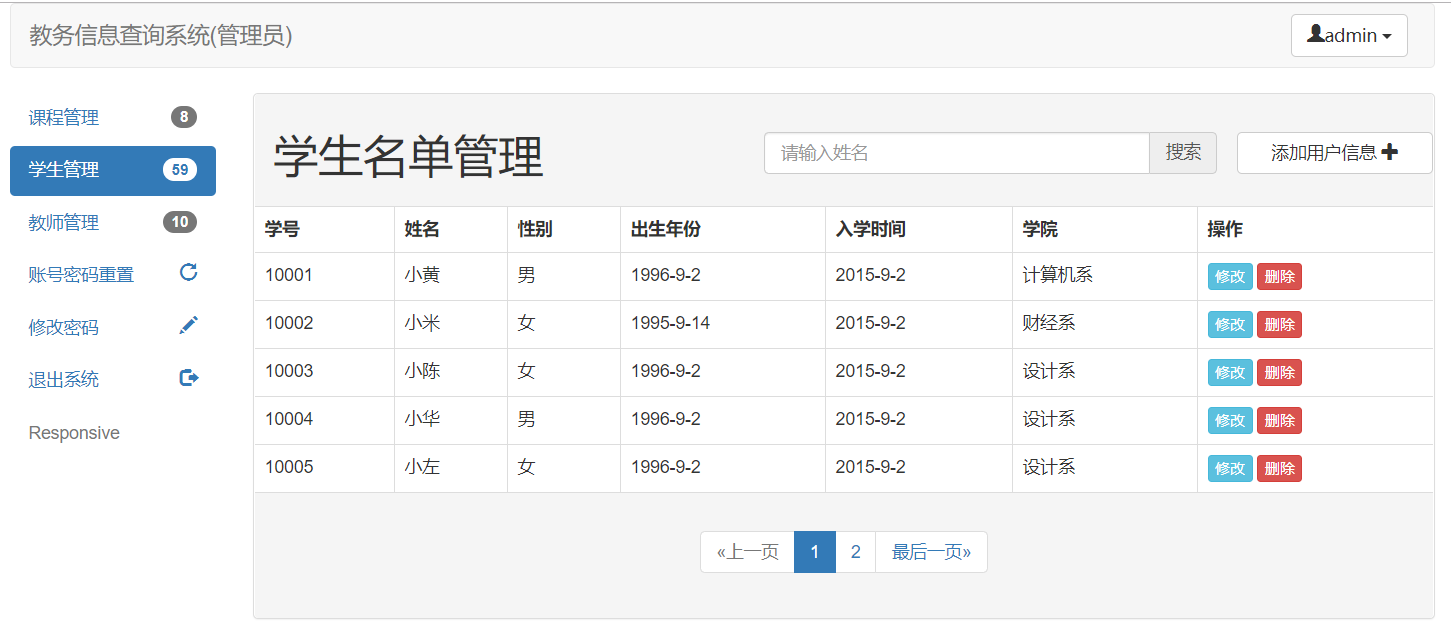 教务信息查询系统(管理员)
admin
课程管理 8
学生管理 59
教师管理 10
账号密码重置
修改密码
退出系统
Responsive
学生名单管理 请输入姓名 搜索 添加用户信息
学号 姓名 性别 出生年份 入学时间 学院 操作
10001 小黄 男 1996-9-2 2015-9-2 计算机系 修改 删除
10002 小米 女 1995-9-14 2015-9-2 财经系 修改 删除
10003 小陈 女 1996-9-2 2015-9-2 设计系 修改 删除
10004 小华 男 1996-9-2 2015-9-2 设计系 修改 删除
10005 小左 女 1996-9-2 2015-9-2 设计系 修改 删除
«上一页 1 2 最后一页»